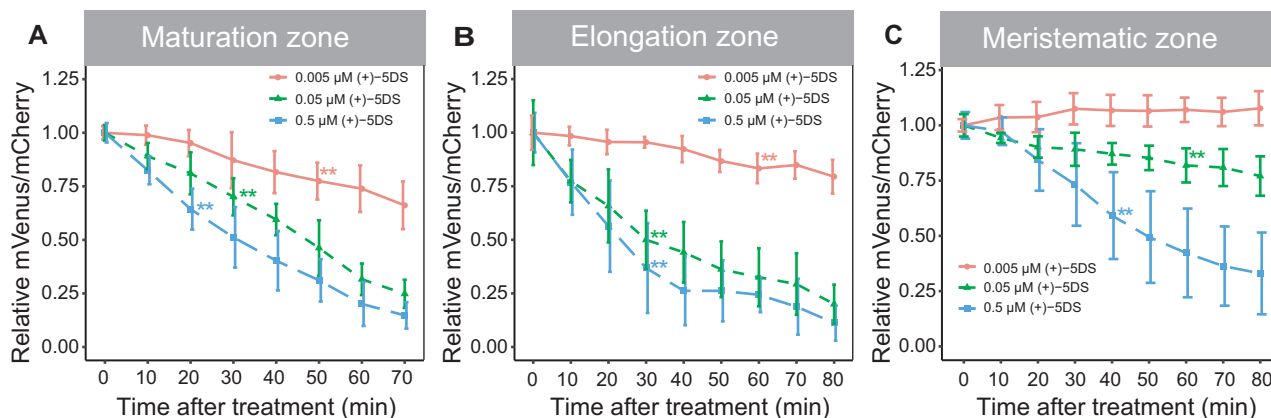 A
Maturation zone
Relative mVenus/mCherry
1.25
1.00
0.75
0.50
0.25
0.00
0.005 µM (+)−5DS
0.05 µM (+)−5DS
0.5 µM (+)−5DS
**
**
**
0 10 20 30 40 50 60 70
Time after treatment (min)
B
Elongation zone
Relative mVenus/mCherry
1.25
1.00
0.75
0.50
0.25
0.00
0.005 µM (+)−5DS
0.05 µM (+)−5DS
0.5 µM (+)−5DS
**
**
**
0 10 20 30 40 50 60 70 80
Time after treatment (min)
C
Meristematic zone
Relative mVenus/mCherry
1.25
1.00
0.75
0.50
0.25
0.00
**
**
0.005 µM (+)−5DS
0.05 µM (+)−5DS
0.5 µM (+)−5DS
0 10 20 30 40 50 60 70 80
Time after treatment (min)